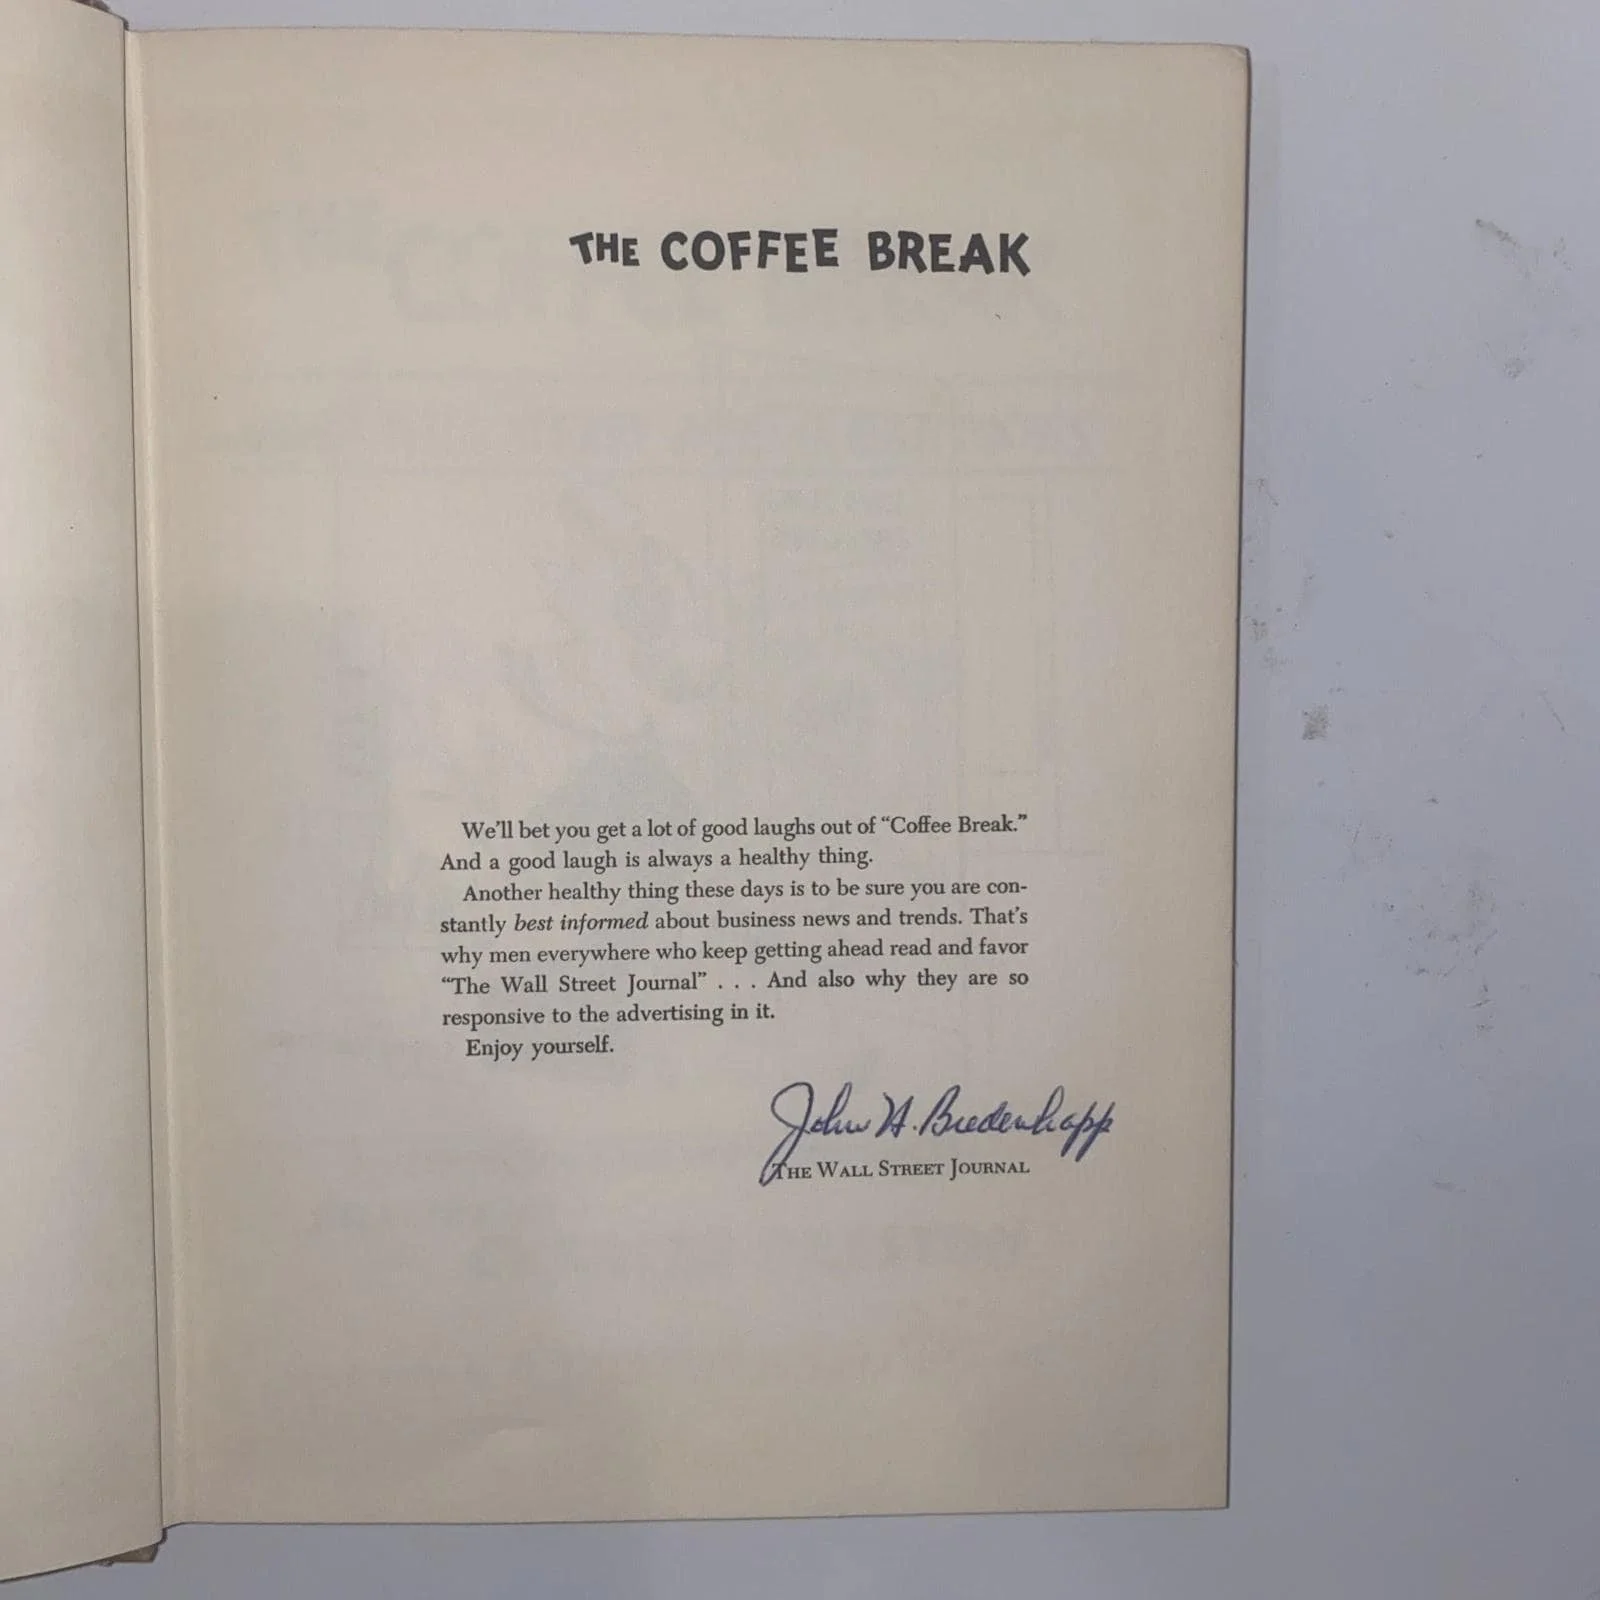 THE COFFEE BREAK
We'll bet you get a lot of good laughs out of “Coffee Break.”
And a good laugh is always a healthy thing.
Another healthy thing these days is to be sure you are con-
stantly best informed about business news and trends. That's
why men everywhere who keep getting ahead read and favor
“The Wall Street Journal” . . . And also why they are so
responsive to the advertising in it.
Enjoy yourself.
John H. Bredenkapp
THE WALL STREET JOURNAL